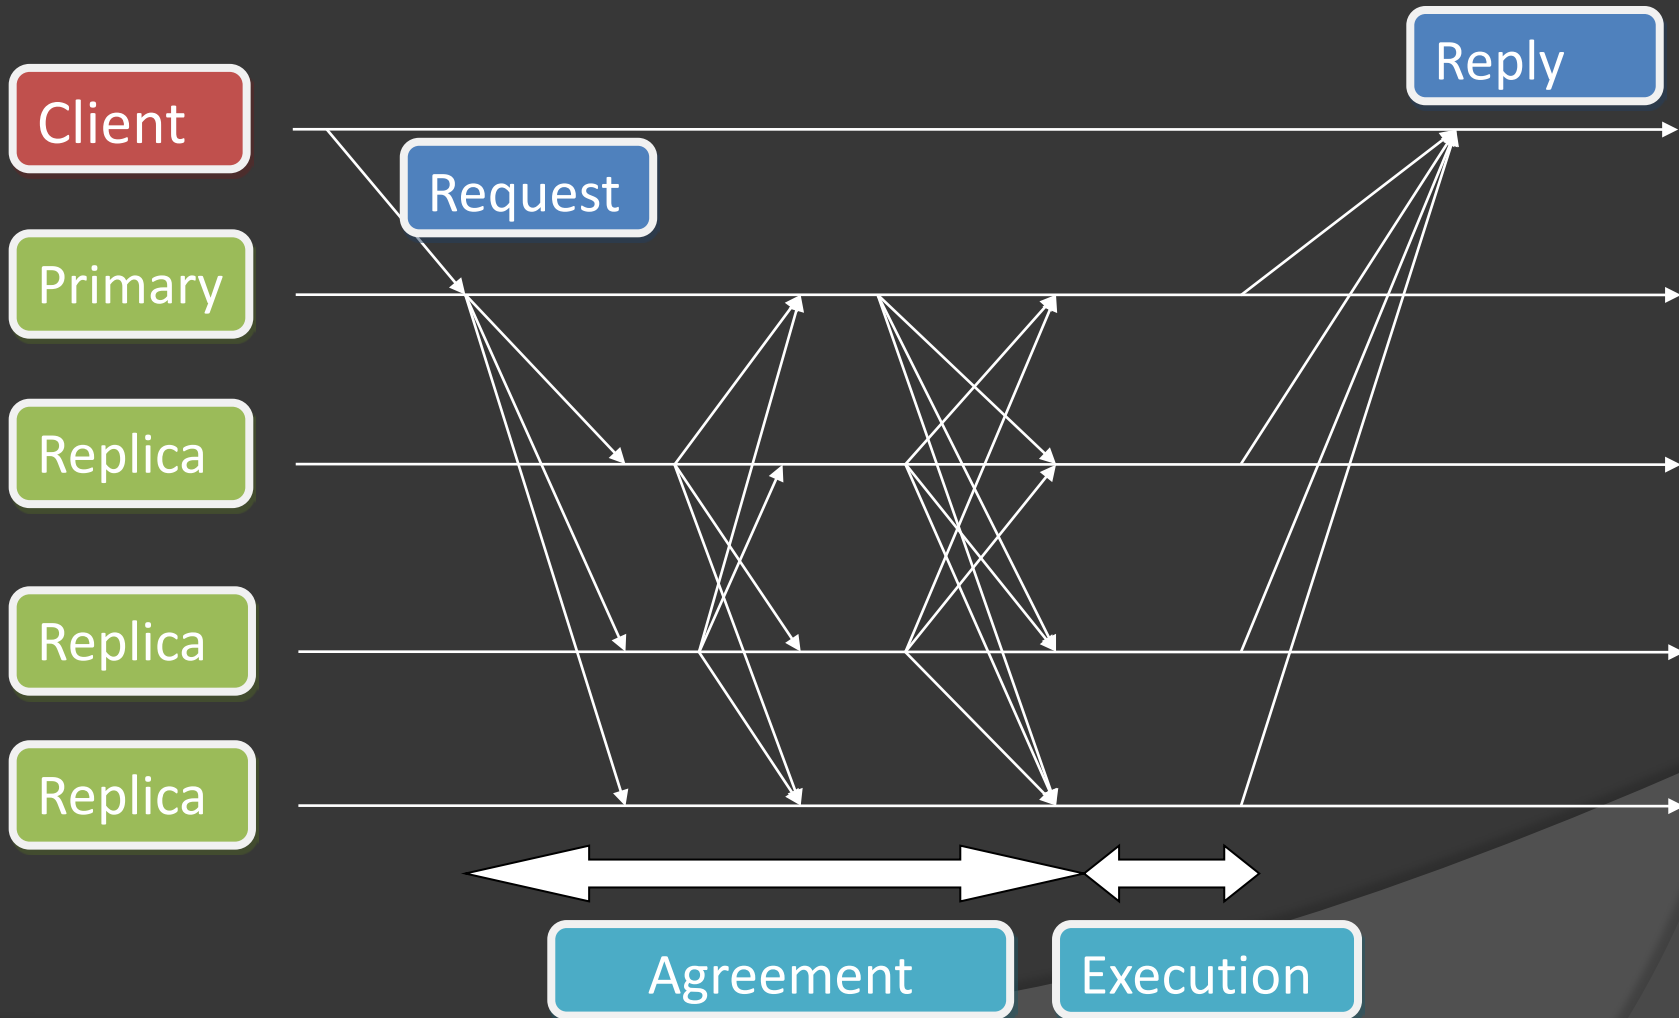 Reply
Client
Request
Primary
Replica
Replica
Replica
Agreement
Execution